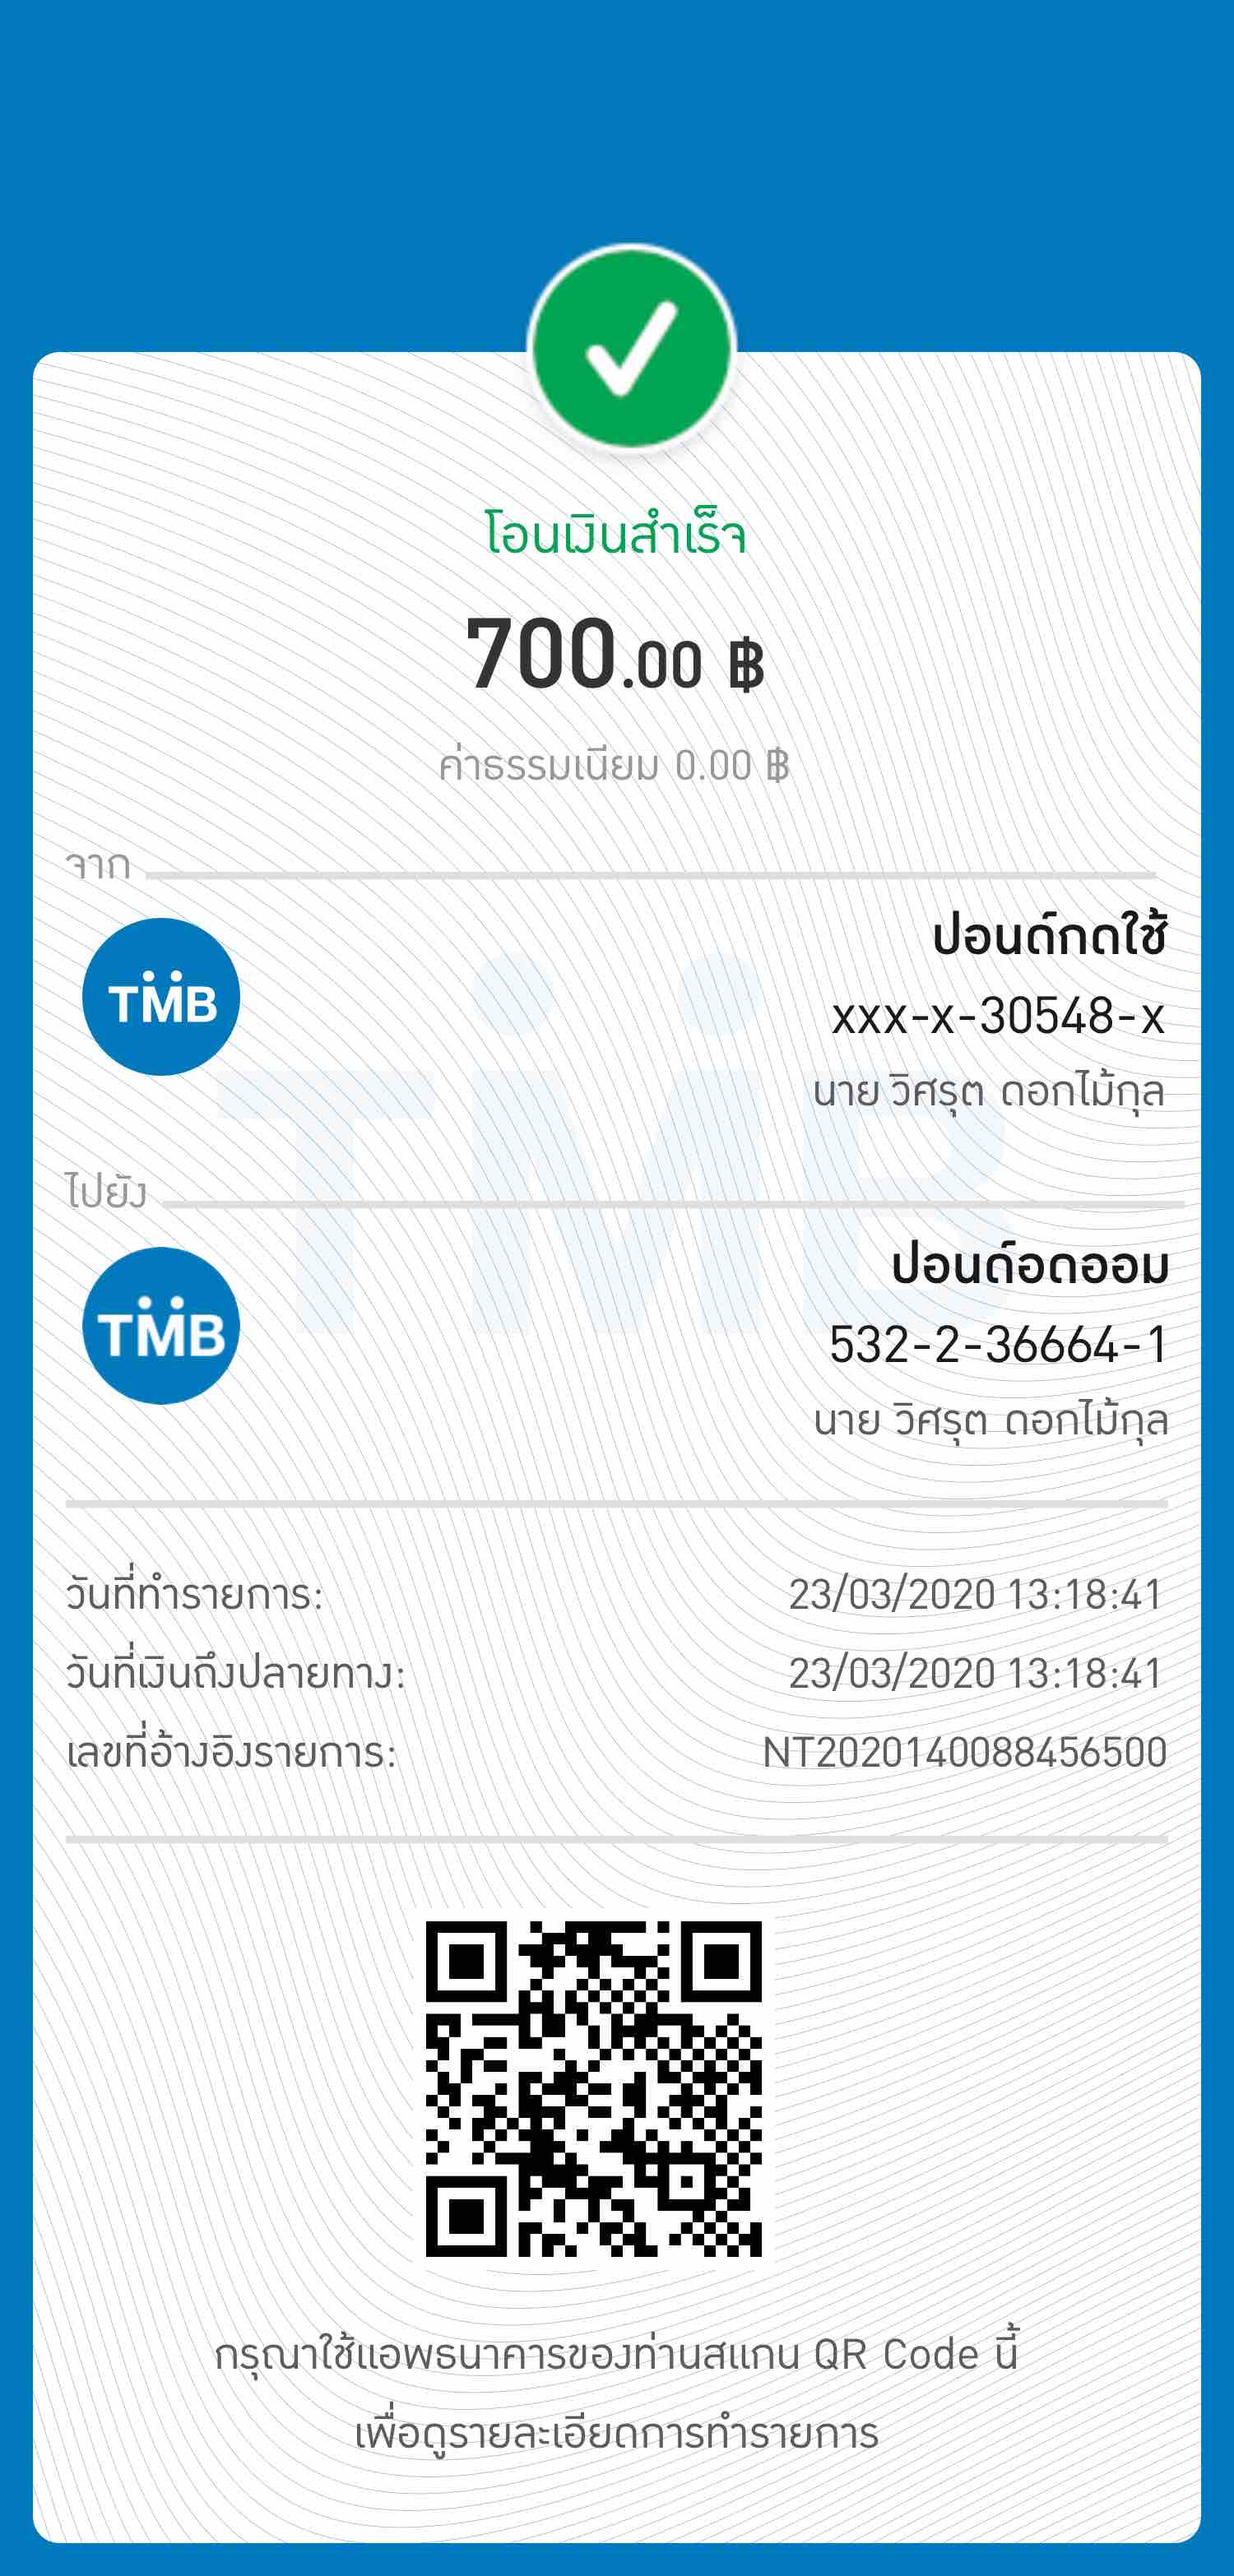 โอนเงินสำเร็จ
700.00 ฿
ค่าธรรมเนียม 0.00 ฿
จาก
TMB
ปอนด์กดใช้
xxx-x-30548-x
นาย วิศรุต ดอกไม้กุล
ไปยัง
TMB
ปอนด์อดออม
532-2-36664-1
นาย วิศรุต ดอกไม้กุล
TMB
วันที่ทำรายการ: 23/03/2020 13:18:41
วันที่เงินถึงปลายทาง: 23/03/2020 13:18:41
เลขที่อ้างอิงรายการ: NT2020140088456500
กรุณาใช้แอพธนาคารของท่านสแกน QR Code นี้
เพื่อดูรายละเอียดการทำรายการ